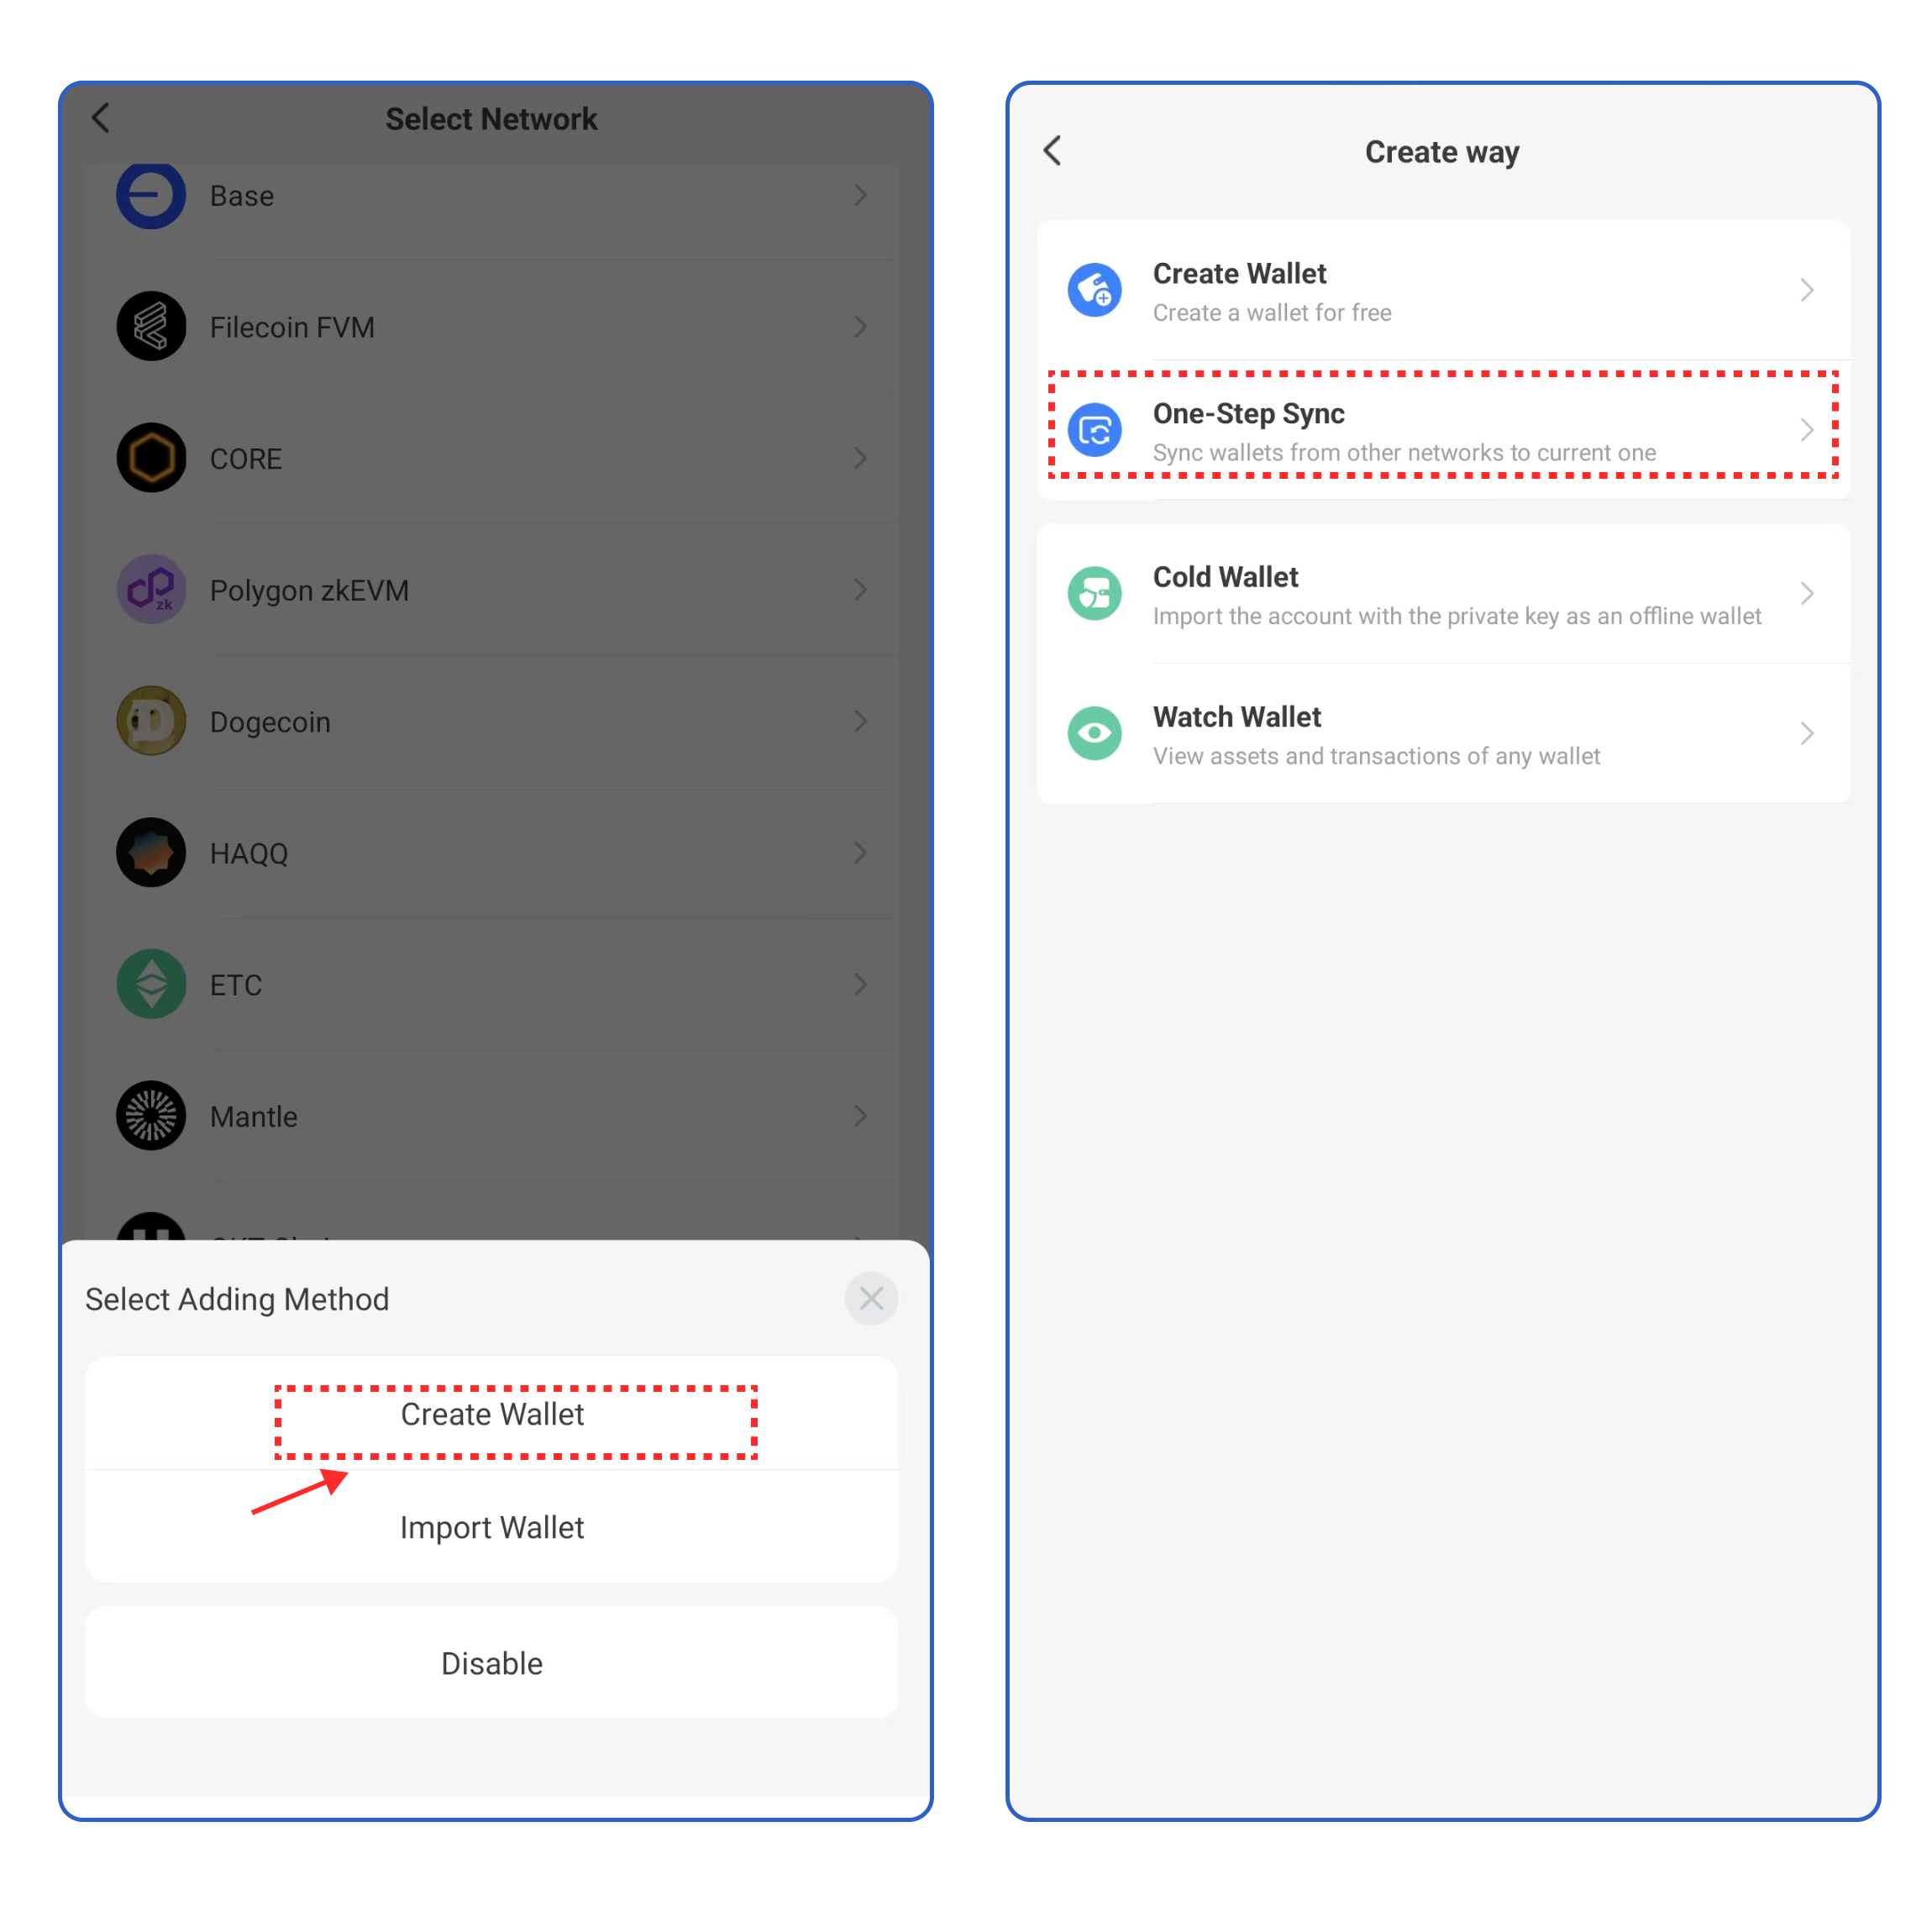 Select Network
Base
Filecoin FVM
CORE
zk
Polygon zkEVM
Dogecoin
HAQQ
ETC
Mantle
Select Adding Method
Create Wallet
Import Wallet
Disable
Create way
Create Wallet
Create a wallet for free
One-Step Sync
Sync wallets from other networks to current one
Cold Wallet
Import the account with the private key as an offline wallet
Watch Wallet
View assets and transactions of any wallet